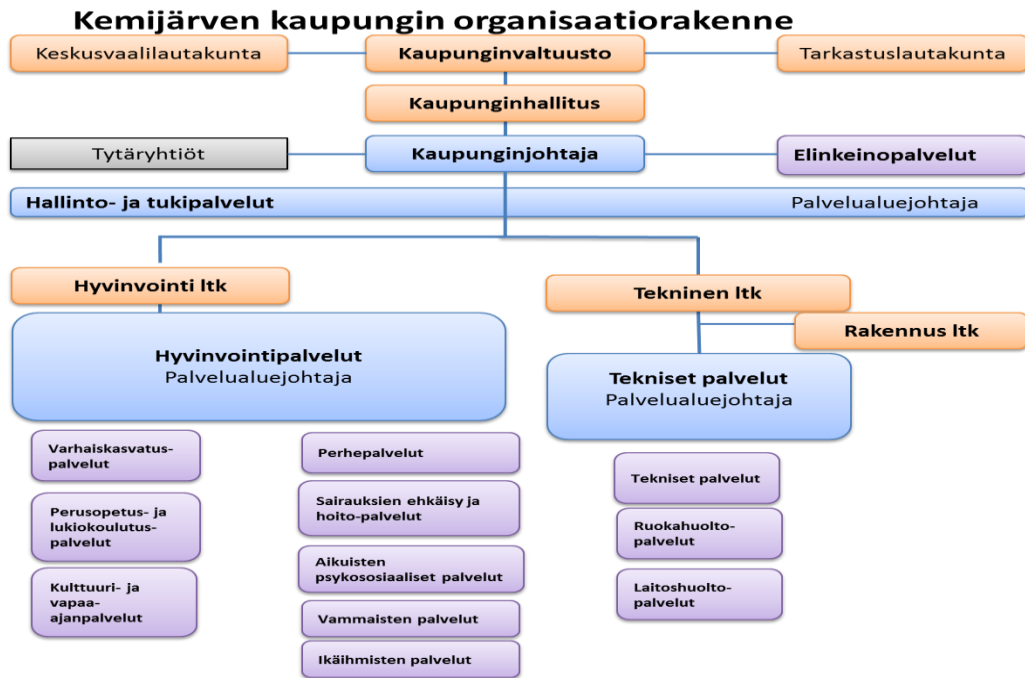 Kemijärven kaupungin organisaatiorakenne
Keskusvaalilautakunta
Kaupunginvaltuusto
Tarkastuslautakunta
Kaupunginhallitus
Tytäryhtiöt
Kaupunginjohtaja
Elinkeinopalvelut
Hallinto- ja tukipalvelut
Palvelualuejohtaja
Hyvinvointi ltk
Tekninen ltk
Rakennus ltk
Hyvinvointipalvelut
Palvelualuejohtaja
Tekniset palvelut
Palvelualuejohtaja
Varhaiskasvatus-
palvelut
Perusopetus- ja
lukiokoulutus-
palvelut
Kulttuuri- ja
vapaa-
ajanpalvelut
Perhepalvelut
Sairauksien ehkäisy ja
hoito-palvelut
Aikuisten
psykososiaaliset palvelut
Vammaisten palvelut
Ikäihmisten palvelut
Tekniset palvelut
Ruokahuolto-
palvelut
Laitoshuolto-
palvelut